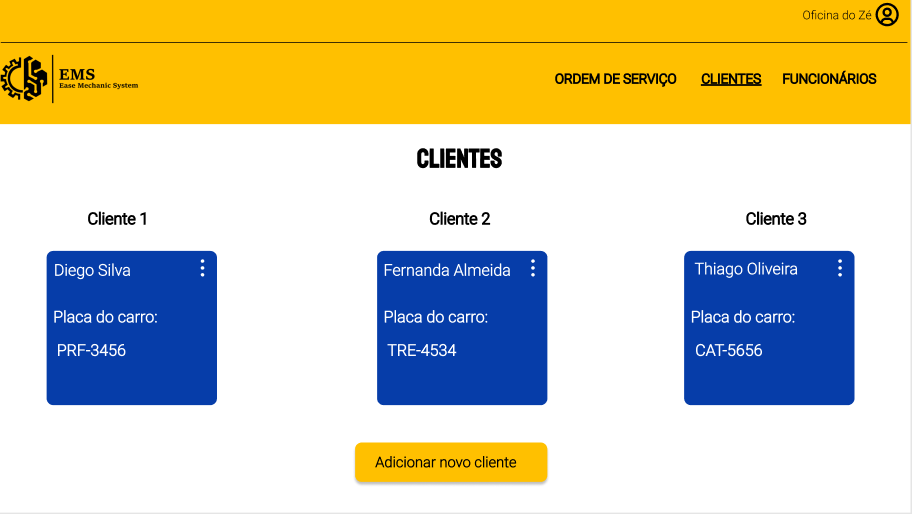 Oficina do Zé
EMS
Ease Mechanic System
ORDEM DE SERVIÇO CLIENTES FUNCIONÁRIOS
CLIENTES
Cliente 1
Diego Silva
Placa do carro:
PRF-3456
Cliente 2
Fernanda Almeida
Placa do carro:
TRE-4534
Cliente 3
Thiago Oliveira
Placa do carro:
CAT-5656
Adicionar novo cliente